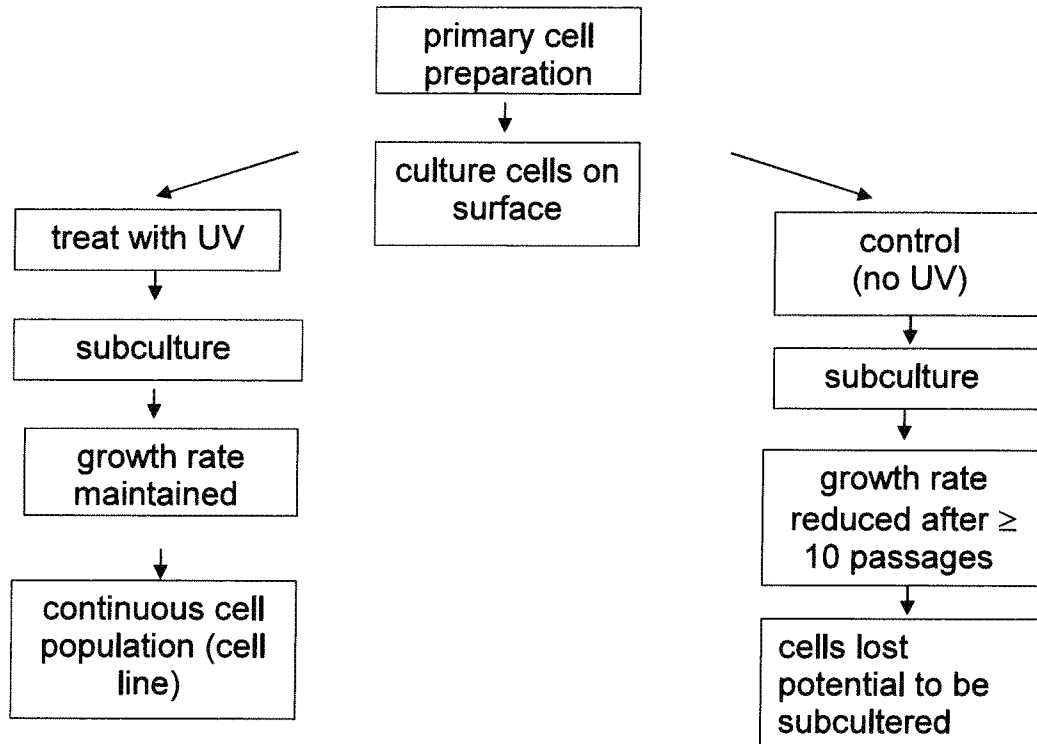 primary cell
preparation
culture cells on
surface
treat with UV
subculture
growth rate
maintained
continuous cell
population (cell
line)
control
(no UV)
subculture
growth rate
reduced after ≥
10 passages
cells lost
potential to be
subcultered